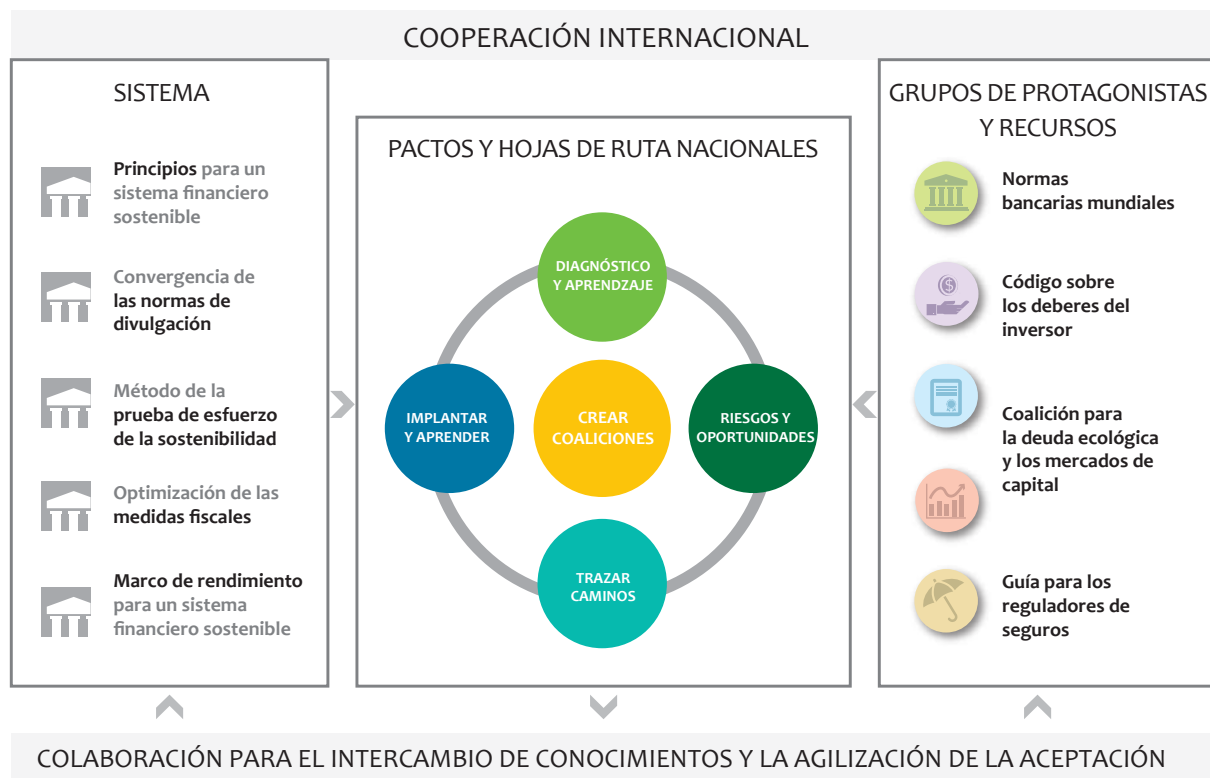 COOPERACIÓN INTERNACIONAL
SISTEMA
Principios para un
sistema financiero
sostenible
Convergencia de
las normas de
divulgación
Método de la
prueba de esfuerzo
de la sostenibilidad
Optimización de las
medidas fiscales
Marco de rendimiento
para un sistema
financiero sostenible
PACTOS Y HOJAS DE RUTA NACIONALES
DIAGNÓSTICO
Y APRENDZAJE
IMPLANTAR
Y APRENDER
CREAR
COALICIONES
RIESGOS Y
OPORTUNIDADES
TRAZAR
CAMINOS
GRUPOS DE PROTAGONISTAS
Y RECURSOS
Normas
bancarias mundiales
$
Código sobre
los deberes del
inversor
Coalición para
la deuda ecológica
y los mercados de
capital
Guía para los
reguladores de
seguros
COLABORACIÓN PARA EL INTERCAMBIO DE CONOCIMIENTOS Y LA AGILIZACIÓN DE LA ACEPTACIÓN